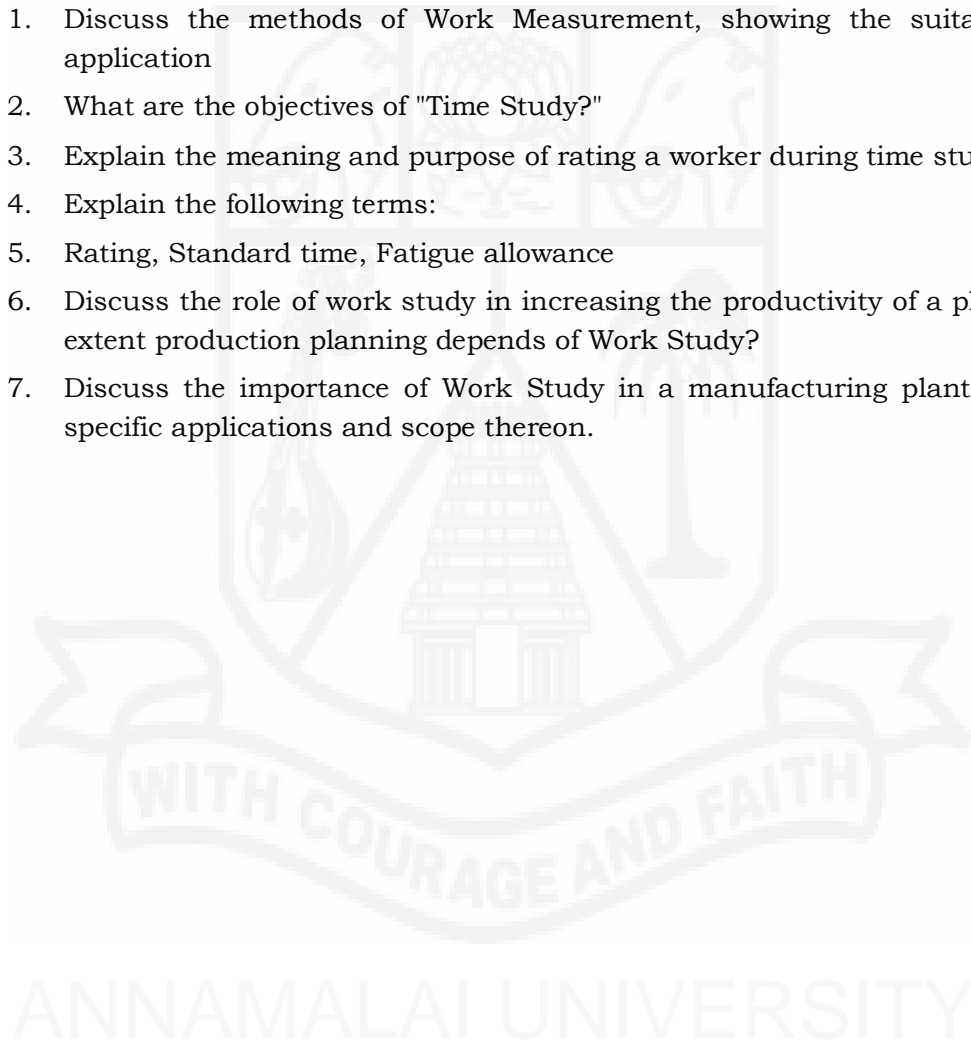 1. Discuss the methods of Work Measurement, showing the suita
application
2. What are the objectives of "Time Study?"
3. Explain the meaning and purpose of rating a worker during time stu
4. Explain the following terms:
5. Rating, Standard time, Fatigue allowance
6. Discuss the role of work study in increasing the productivity of a pl
extent production planning depends of Work Study?
7. Discuss the importance of Work Study in a manufacturing plant
specific applications and scope thereon.
WITH COURAGE AND FAITH
ANNAMALAI UNIVERSITY